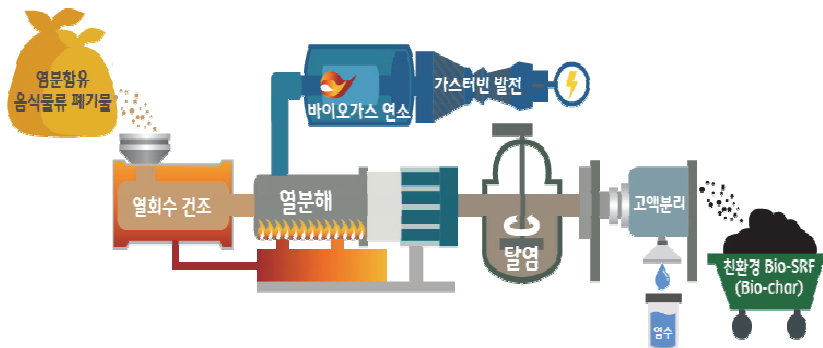 염분함유
음식물류 폐기물
바이오가스 연소
가스터빈 발전
열회수 건조
열분해
탈염
고액분리
염수
친환경 Bio-SRF
(Bio-char)